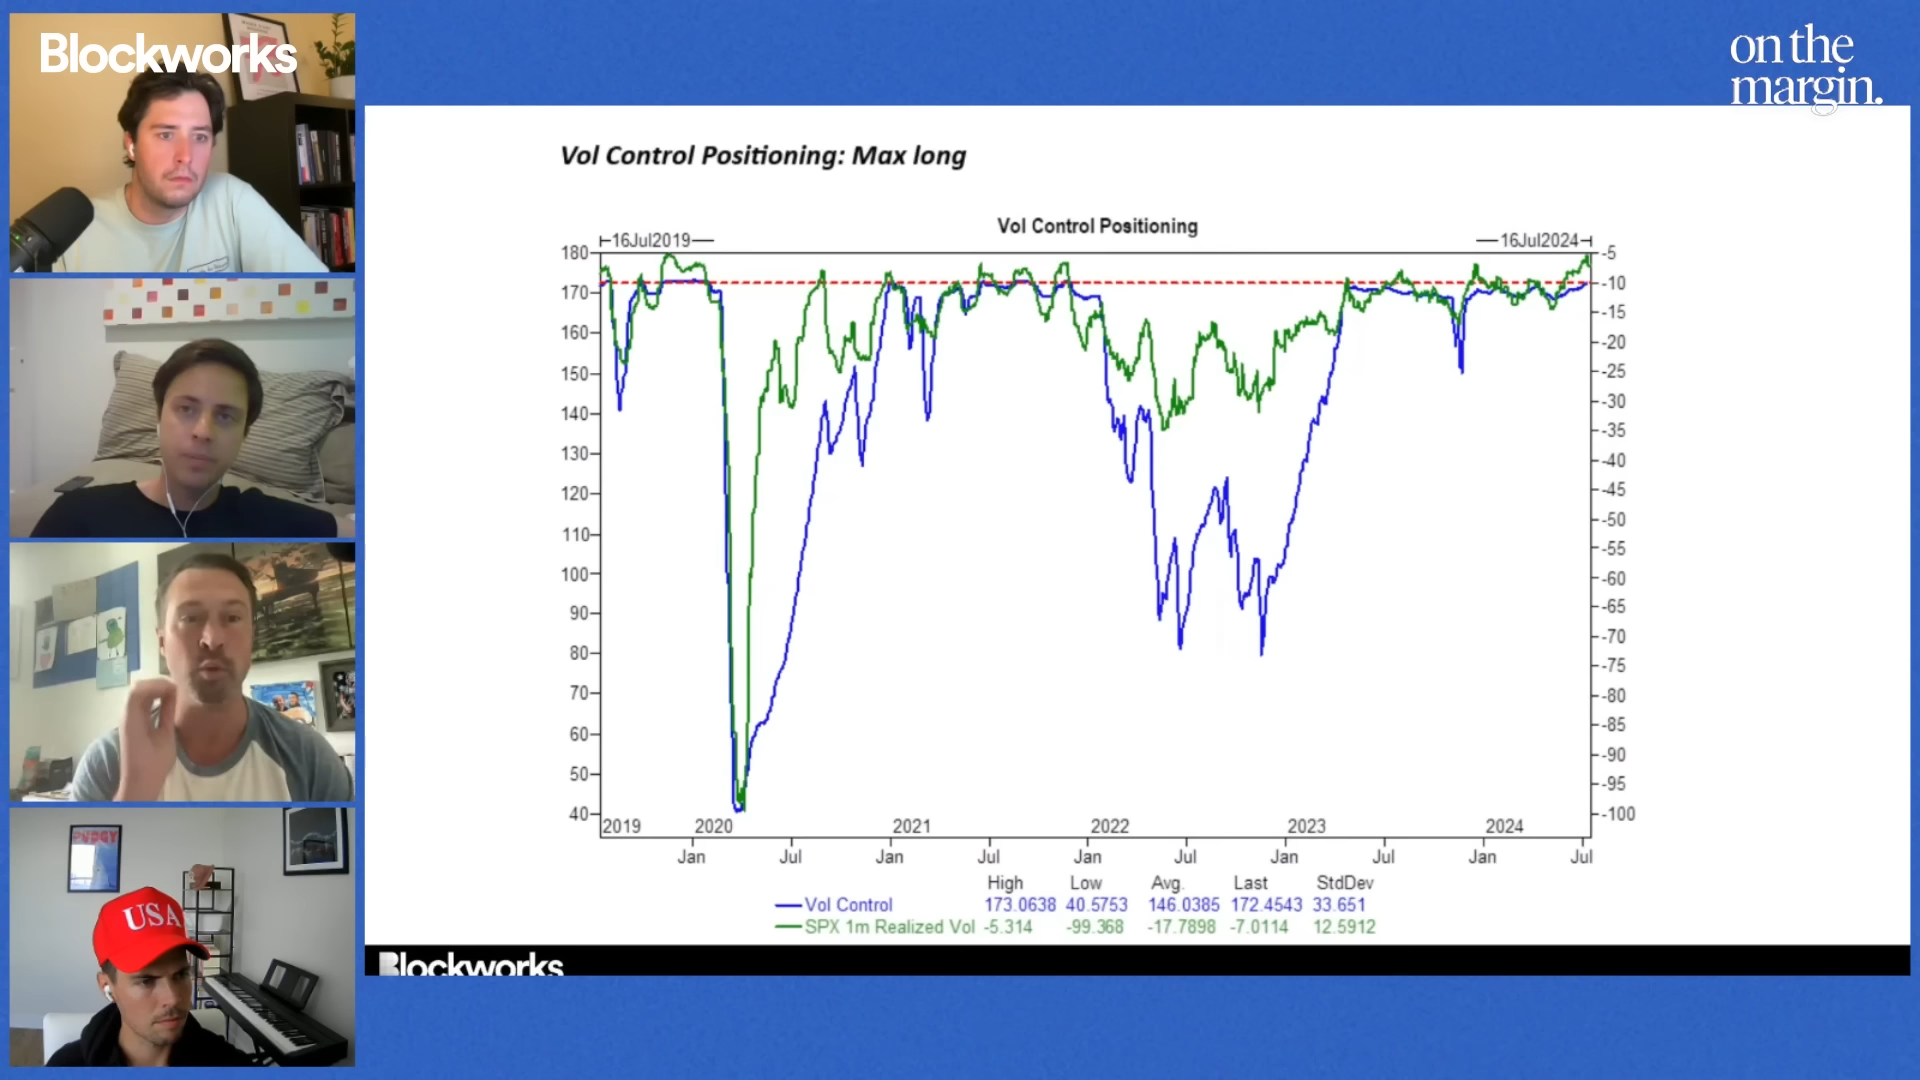 Blockworks
on the
margin.
Vol Control Positioning: Max long
Vol Control Positioning
16Jul2019
16Jul2024
180
170
160
150
140
130
120
110
100
90
80
70
60
50
40
-5
-10
-15
-20
-25
-30
-35
-40
-45
-50
-55
-60
-65
-70
-75
-80
-85
-90
-95
-100
2019 2020 2021 2022 2023 2024
Jan Jul Jan Jul Jan Jul Jan Jul Jan Jul
High Low Avg. Last StdDev
Vol Control 173.0638 40.5753 146.0385 172.4543 33.651
SPX 1m Realized Vol -5.314 -99.368 -17.7898 -7.0114 12.5912
Blockworks
PUDGY
USA